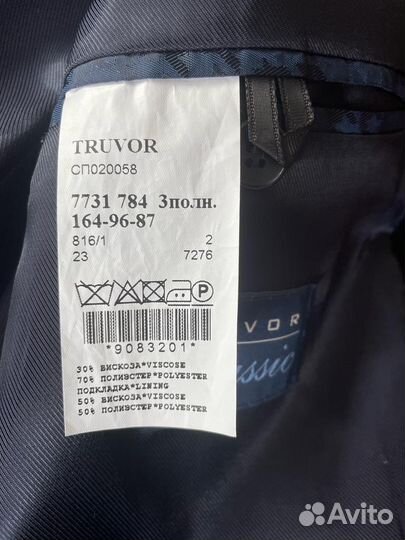 TRUVOR
СП020058
7731 784 3полн.
164-96-87
816/1 2
23 7276
P
*9083201*
30% ВИСКОЗА*VISCOSE
70% ПОЛИЭСТЕР*POLYESTER
ПОДКЛАДКА*LINING
50% ВИСКОЗА*VISCOSE
50% ПОЛИЭСТЕР*POLYESTER
VOR
Avito